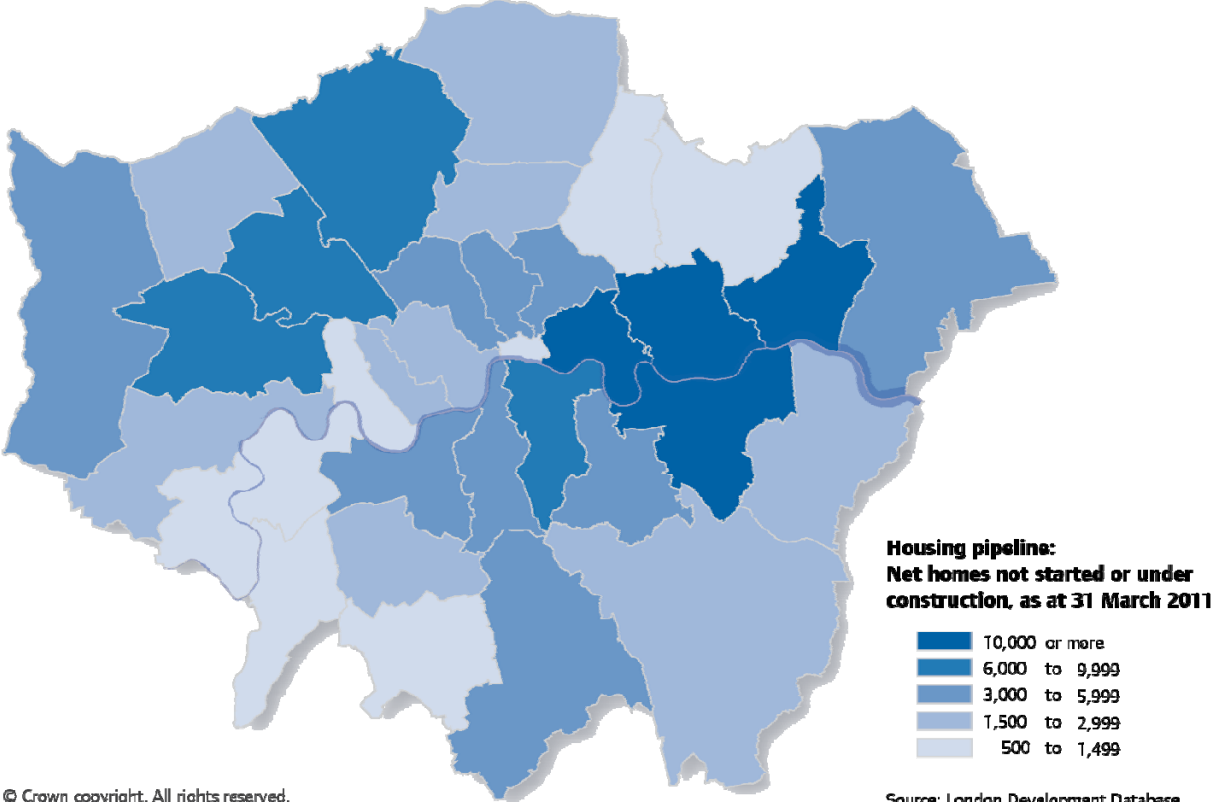 Housing pipeline:
Net homes not started or under
construction, as at 31 March 2011
10,000 or more
6,000 to 9,999
3,000 to 5,999
1,500 to 2,999
500 to 1,499
© Crown copyright. All rights reserved.
Source: London Development Database